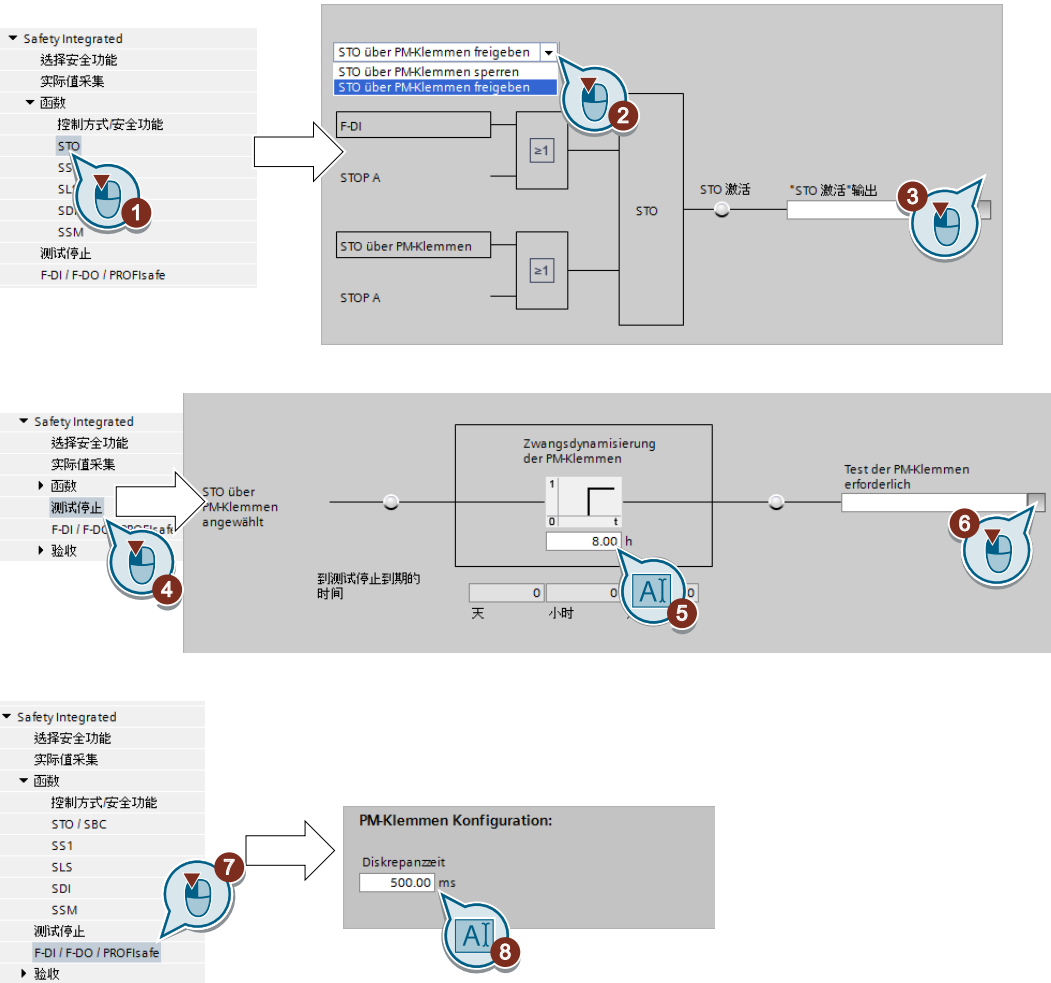 Safety Integrated
选择安全功能
实际值采集
函数
控制方式/安全功能
STO
SS
SL
SD
SSM
测试停止
F-DI / F-DO / PROFIsafe
1
STO über PM-Klemmen freigeben
STO über PM-Klemmen sperren
STO über PM-Klemmen freigeben
2
F-DI
≥1
STOP A
STO über PM-Klemmen
≥1
STOP A
STO
STO 激活
"STO 激活"输出
3
Safety Integrated
选择安全功能
实际值采集
函数
测试停止
F-DI / F-DO / PROFIsafe
验收
4
STO über
PM-Klemmen
angewählt
Zwangsdynamisierung
der PM-Klemmen
1
0 t
8.00 h
到测试停止到期的
时间
0 0 0
天 小时
5
Test der PM-Klemmen
erforderlich
6
Safety Integrated
选择安全功能
实际值采集
函数
控制方式/安全功能
STO / SBC
SS1
SLS
SDI
SSM
测试停止
F-DI / F-DO / PROFIsafe
验收
7
PM-Klemmen Konfiguration:
Diskrepanzzeit
500.00 ms
8